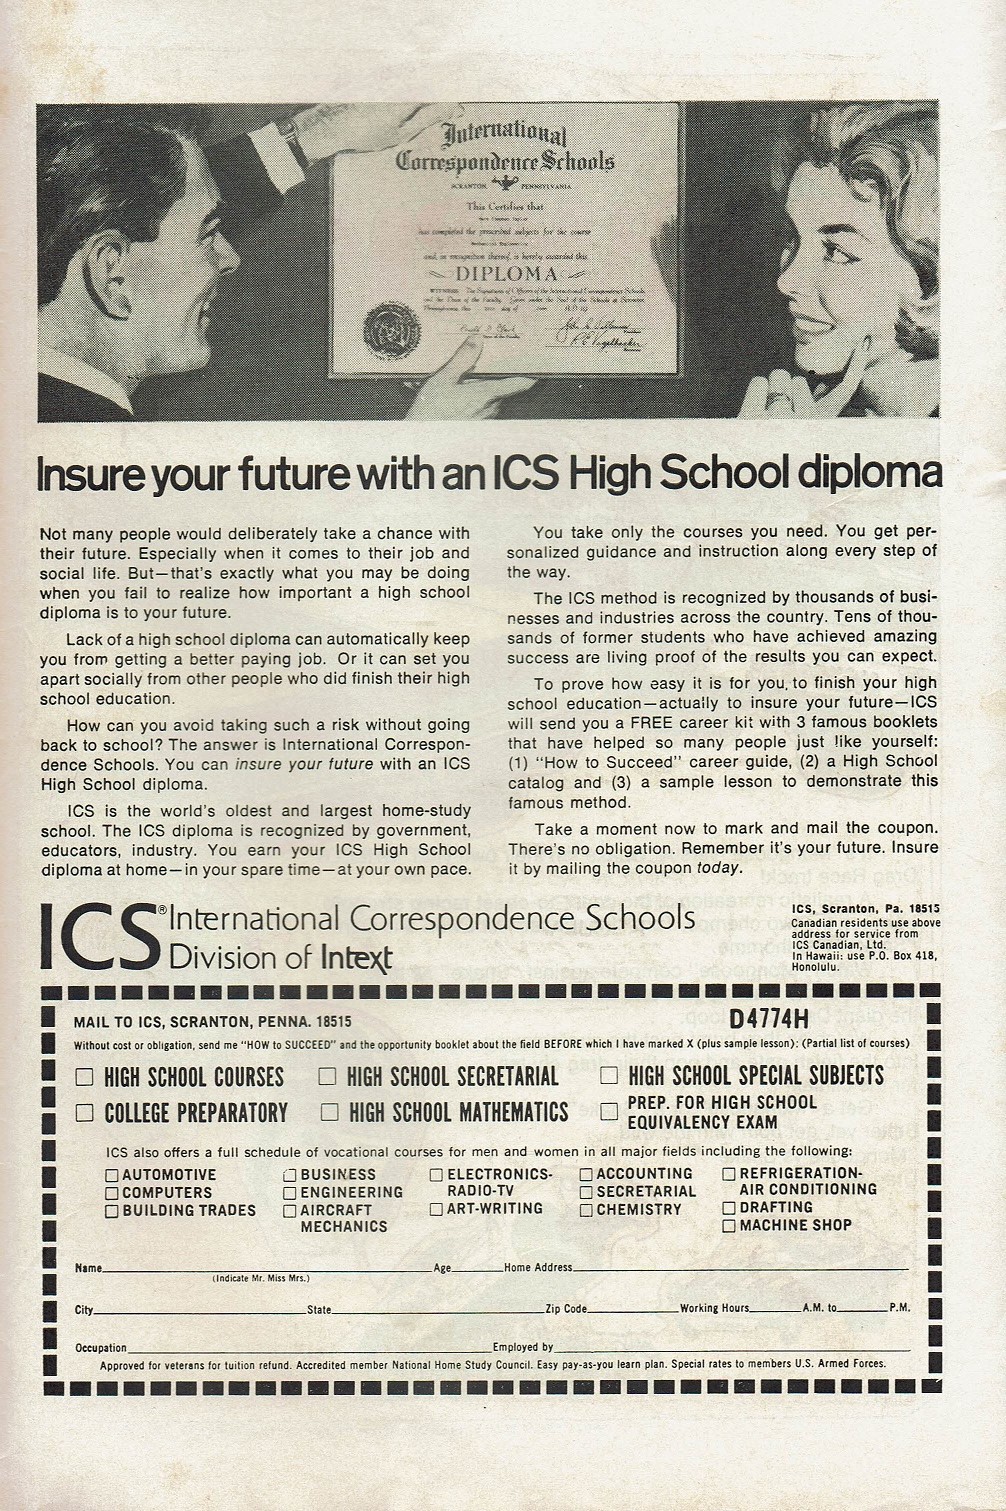 International
Correspondence Schools
SCRANTON PENNSYLVANIA
This Certifies that
has completed the prescribed subjects for the course
and, in recognition thereof, is hereby awarded this
DIPLOMA
Insure your future with an ICS High School diploma
Not many people would deliberately take a chance with
their future. Especially when it comes to their job and
social life. But—that's exactly what you may be doing
when you fail to realize how important a high school
diploma is to your future.
Lack of a high school diploma can automatically keep
you from getting a better paying job. Or it can set you
apart socially from other people who did finish their high
school education.
How can you avoid taking such a risk without going
back to school? The answer is International Correspon-
dence Schools. You can insure your future with an ICS
High School diploma.
ICS is the world's oldest and largest home-study
school. The ICS diploma is recognized by government,
educators, industry. You earn your ICS High School
diploma at home—in your spare time—at your own pace.
You take only the courses you need. You get per-
sonalized guidance and instruction along every step of
the way.
The ICS method is recognized by thousands of busi-
nesses and industries across the country. Tens of thou-
sands of former students who have achieved amazing
success are living proof of the results you can expect.
To prove how easy it is for you, to finish your high
school education—actually to insure your future—ICS
will send you a FREE career kit with 3 famous booklets
that have helped so many people just like yourself:
(1) "How to Succeed" career guide, (2) a High School
catalog and (3) a sample lesson to demonstrate this
famous method.
Take a moment now to mark and mail the coupon.
There's no obligation. Remember it's your future. Insure
it by mailing the coupon today.
ICS® International Correspondence Schools
Division of Intext
ICS, Scranton, Pa. 18515
Canadian residents use above
address for service from
ICS Canadian, Ltd.
In Hawaii: use P.O. Box 418,
Honolulu.
MAIL TO ICS, SCRANTON, PENNA. 18515 D4774H
Without cost or obligation, send me "HOW to SUCCEED" and the opportunity booklet about the field BEFORE which I have marked X (plus sample lesson): (Partial list of courses)
HIGH SCHOOL COURSES HIGH SCHOOL SECRETARIAL HIGH SCHOOL SPECIAL SUBJECTS
COLLEGE PREPARATORY HIGH SCHOOL MATHEMATICS PREP. FOR HIGH SCHOOL
EQUIVALENCY EXAM
ICS also offers a full schedule of vocational courses for men and women in all major fields including the following:
AUTOMOTIVE
COMPUTERS
BUILDING TRADES
BUSINESS
ENGINEERING
AIRCRAFT
MECHANICS
ELECTRONICS-
RADIO-TV
ART-WRITING
ACCOUNTING
SECRETARIAL
CHEMISTRY
REFRIGERATION-
AIR CONDITIONING
DRAFTING
MACHINE SHOP
Name Age Home Address
(Indicate Mr. Miss Mrs.)
City State Zip Code Working Hours A.M. to P.M.
Occupation Employed by
Approved for veterans for tuition refund. Accredited member National Home Study Council. Easy pay-as-you learn plan. Special rates to members U.S. Armed Forces.